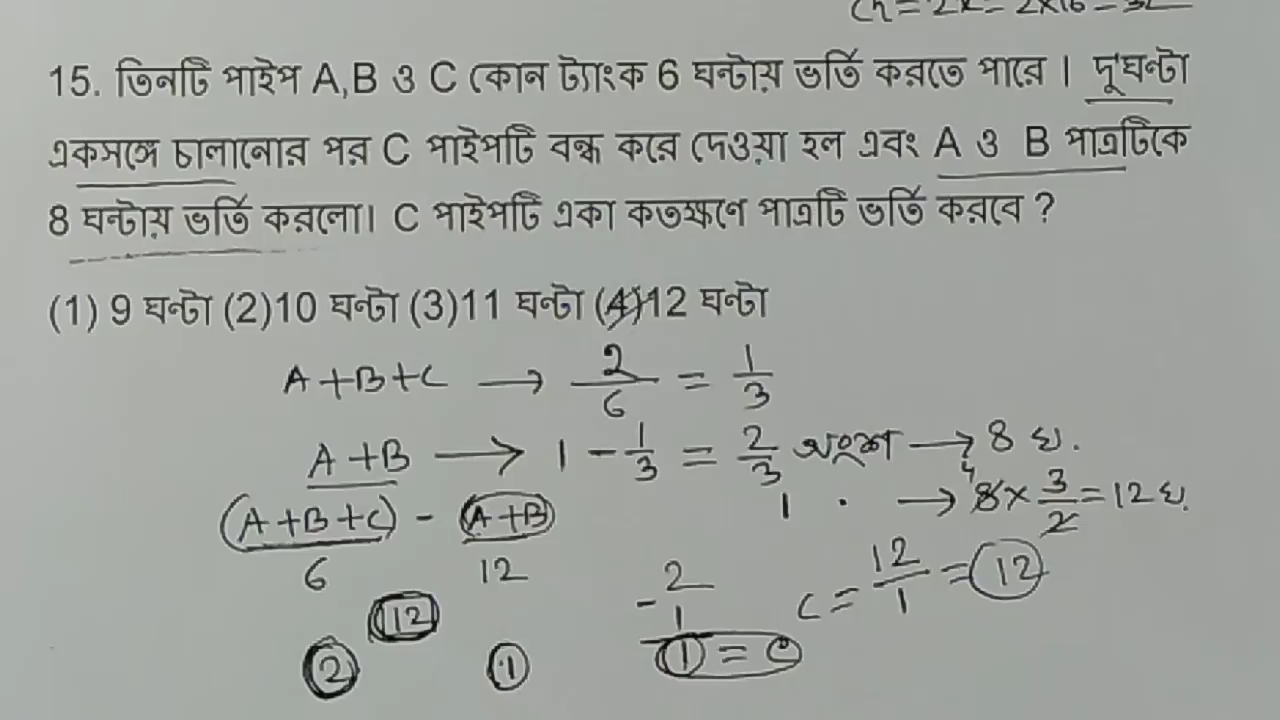 15. তিনটি পাইপ A,B ও C কোন ট্যাংক 6 ঘন্টায় ভর্তি করতে পারে। দু'ঘন্টা
একসঙ্গে চালানোর পর C পাইপটি বন্ধ করে দেওয়া হল এবং A ও B পাত্রটিকে
8 ঘন্টায় ভর্তি করলো। C পাইপটি একা কতক্ষণে পাত্রটি ভর্তি করবে ?
(1) 9 ঘন্টা (2)10 ঘন্টা (3)11 ঘন্টা (4)12 ঘন্টা
A+B+C → 2/6 = 1/3
A+B → 1 - 1/3 = 2/3 অংশ → 8 ঘ.
1 · → 8 × 3/2 = 12 ঘ.
4
(A+B+C) - (A+B)
6 12
12
2 1
- 2
1
1 = C
C = 12/1 = 12